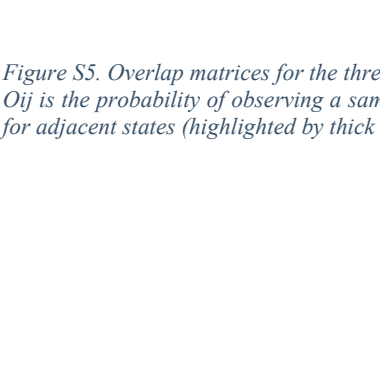 Figure S5. Overlap matrices for the thre
Oij is the probability of observing a sam
for adjacent states (highlighted by thick